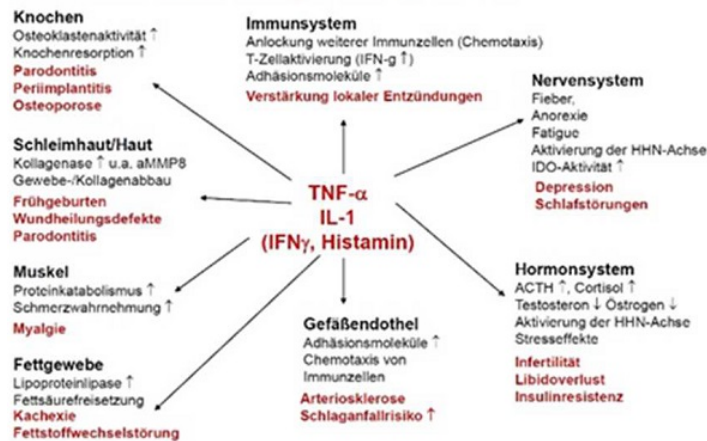 Knochen
Osteoklastenaktivität ↑
Knochenresorption ↑
Parodontitis
Periimplantitis
Osteoporose
Immunsystem
Anlockung weiterer Immunzellen (Chemotaxis)
T-Zellaktivierung (IFN-g ↑)
Adhäsionsmoleküle ↑
Verstärkung lokaler Entzündungen
Nervensystem
Fieber,
Anorexie
Fatigue
Aktivierung der HHN-Achse
IDO-Aktivität ↑
Depression
Schlafstörungen
Schleimhaut/Haut
Kollagenase ↑ u.a. aMMP8
Gewebe-/Kollagenabbau
Frühgeburten
Wundheilungsdefekte
Parodontitis
TNF-α
IL-1
(IFNγ, Histamin)
Muskel
Proteinkatabolismus ↑
Schmerzwahrnehmung ↑
Myalgie
Hormonsystem
ACTH ↑, Cortisol ↑
Testosteron ↓ Östrogen ↓
Aktivierung der HHN-Achse
Stresseffekte
Infertilität
Libidoverlust
Insulinresistenz
Gefäßendothel
Adhäsionsmoleküle ↑
Chemotaxis von
Immunzellen
Arteriosklerose
Schlaganfallrisiko ↑
Fettgewebe
Lipoproteinlipase ↑
Fettsäurefreisetzung
Kachexie
Fettstoffwechselstörung